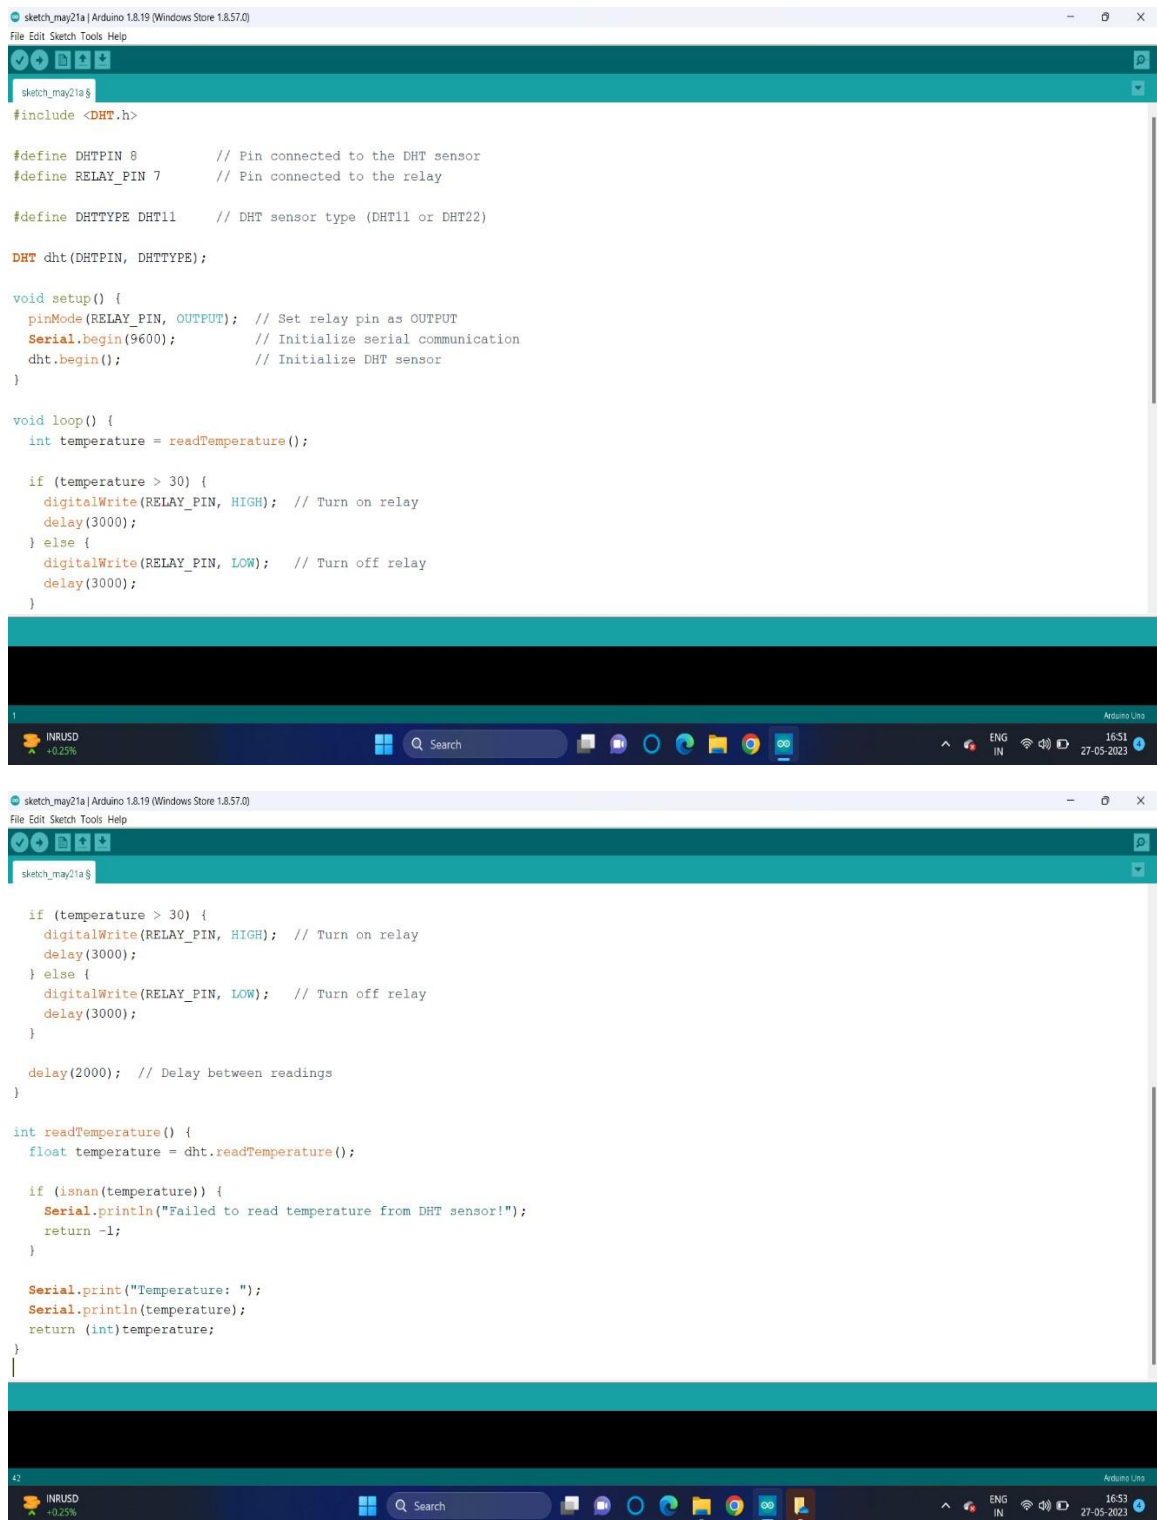 sketch_may21a | Arduino 1.8.19 (Windows Store 1.8.57.0)
File Edit Sketch Tools Help
sketch_may21a §
#include <DHT.h>
#define DHTPIN 8 // Pin connected to the DHT sensor
#define RELAY_PIN 7 // Pin connected to the relay
#define DHTTYPE DHT11 // DHT sensor type (DHT11 or DHT22)
DHT dht(DHTPIN, DHTTYPE);
void setup() {
pinMode(RELAY_PIN, OUTPUT); // Set relay pin as OUTPUT
Serial.begin(9600); // Initialize serial communication
dht.begin(); // Initialize DHT sensor
}
void loop() {
int temperature = readTemperature();
if (temperature > 30) {
digitalWrite(RELAY_PIN, HIGH); // Turn on relay
delay(3000);
} else {
digitalWrite(RELAY_PIN, LOW); // Turn off relay
delay(3000);
}
1 Arduino Uno
INRUSD
+0.25%
Search
ENG
IN
16:51
27-05-2023
4
sketch_may21a | Arduino 1.8.19 (Windows Store 1.8.57.0)
File Edit Sketch Tools Help
sketch_may21a §
if (temperature > 30) {
digitalWrite(RELAY_PIN, HIGH); // Turn on relay
delay(3000);
} else {
digitalWrite(RELAY_PIN, LOW); // Turn off relay
delay(3000);
}
delay(2000); // Delay between readings
}
int readTemperature() {
float temperature = dht.readTemperature();
if (isnan(temperature)) {
Serial.println("Failed to read temperature from DHT sensor!");
return -1;
}
Serial.print("Temperature: ");
Serial.println(temperature);
return (int)temperature;
}
42 Arduino Uno
INRUSD
+0.25%
Search
ENG
IN
16:53
27-05-2023
4